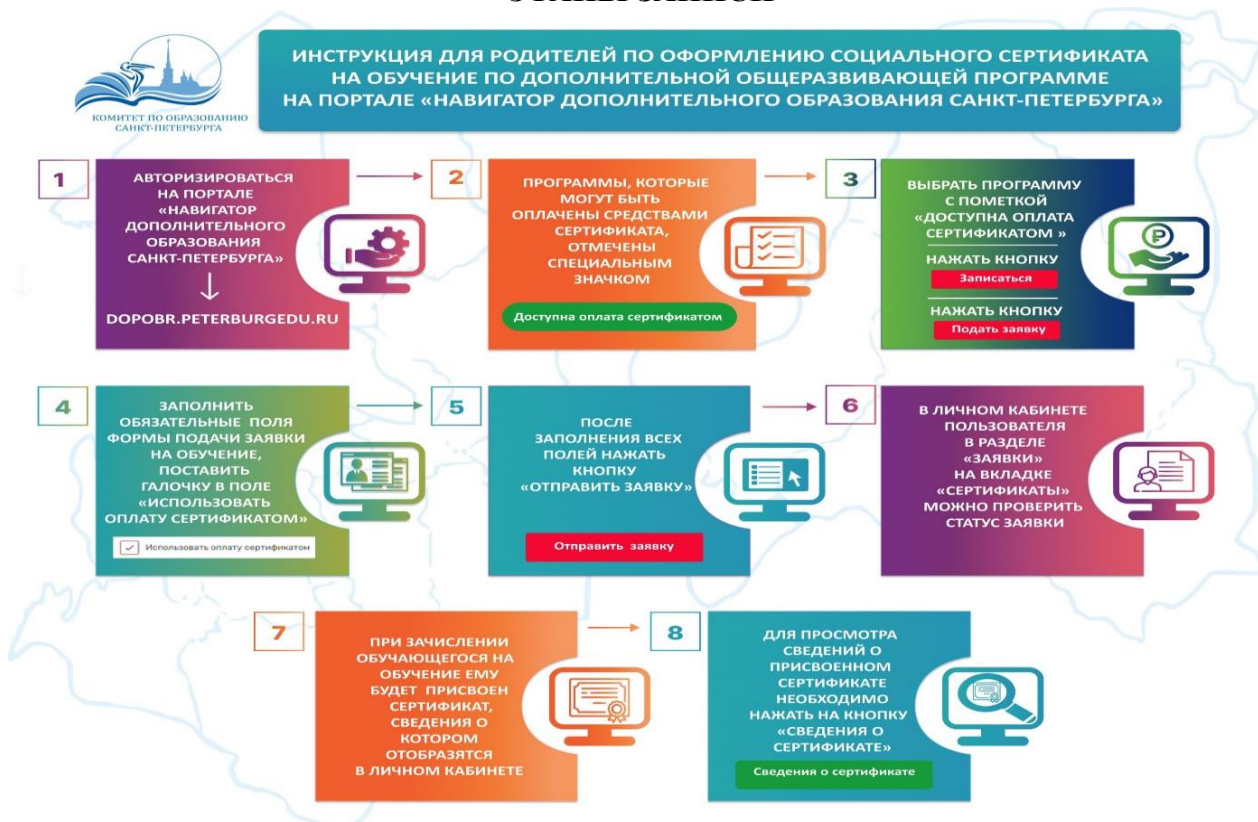 ИНСТРУКЦИЯ ДЛЯ РОДИТЕЛЕЙ ПО ОФОРМЛЕНИЮ СОЦИАЛЬНОГО СЕРТИФИКАТА
НА ОБУЧЕНИЕ ПО ДОПОЛНИТЕЛЬНОЙ ОБЩЕРАЗВИВАЮЩЕЙ ПРОГРАММЕ
НА ПОРТАЛЕ «НАВИГАТОР ДОПОЛНИТЕЛЬНОГО ОБРАЗОВАНИЯ САНКТ-ПЕТЕРБУРГА»
КОМИТЕТ ПО ОБРАЗОВАНИЮ
САНКТ-ПЕТЕРБУРГА
1
АВТОРИЗИРОВАТЬСЯ
НА ПОРТАЛЕ
«НАВИГАТОР
ДОПОЛНИТЕЛЬНОГО
ОБРАЗОВАНИЯ
САНКТ-ПЕТЕРБУРГА»
DOPOBR.PETERBURGEDU.RU
2
ПРОГРАММЫ, КОТОРЫЕ
МОГУТ БЫТЬ
ОПЛАЧЕНЫ СРЕДСТВАМИ
СЕРТИФИКАТА,
ОТМЕЧЕНЫ
СПЕЦИАЛЬНЫМ
ЗНАЧКОМ
Доступна оплата сертификатом
3
ВЫБРАТЬ ПРОГРАММУ
С ПОМЕТКОЙ
«ДОСТУПНА ОПЛАТА
СЕРТИФИКАТОМ »
НАЖАТЬ КНОПКУ
Записаться
НАЖАТЬ КНОПКУ
Подать заявку
4
ЗАПОЛНИТЬ
ОБЯЗАТЕЛЬНЫЕ ПОЛЯ
ФОРМЫ ПОДАЧИ ЗАЯВКИ
НА ОБУЧЕНИЕ,
ПОСТАВИТЬ
ГАЛОЧКУ В ПОЛЕ
«ИСПОЛЬЗОВАТЬ
ОПЛАТУ СЕРТИФИКАТОМ»
Использовать оплату сертификатом
5
ПОСЛЕ
ЗАПОЛНЕНИЯ ВСЕХ
ПОЛЕЙ НАЖАТЬ
КНОПКУ
«ОТПРАВИТЬ ЗАЯВКУ»
Отправить заявку
6
В ЛИЧНОМ КАБИНЕТЕ
ПОЛЬЗОВАТЕЛЯ
В РАЗДЕЛЕ
«ЗАЯВКИ»
НА ВКЛАДКЕ
«СЕРТИФИКАТЫ»
МОЖНО ПРОВЕРИТЬ
СТАТУС ЗАЯВКИ
7
ПРИ ЗАЧИСЛЕНИИ
ОБУЧАЮЩЕГОСЯ НА
ОБУЧЕНИЕ ЕМУ
БУДЕТ ПРИСВОЕН
СЕРТИФИКАТ,
СВЕДЕНИЯ О
КОТОРОМ
ОТОБРАЗЯТСЯ
В ЛИЧНОМ КАБИНЕТЕ
8
ДЛЯ ПРОСМОТРА
СВЕДЕНИЙ О
ПРИСВОЕННОМ
СЕРТИФИКАТЕ
НЕОБХОДИМО
НАЖАТЬ НА КНОПКУ
«СВЕДЕНИЯ О
СЕРТИФИКАТЕ»
Сведения о сертификате